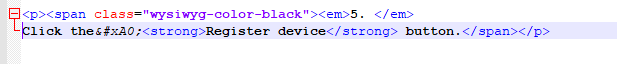 <p><span class="wysiwyg-color-black"><em>5. </em>
Click the&#xA0;<strong>Register device</strong> button.</span></p>